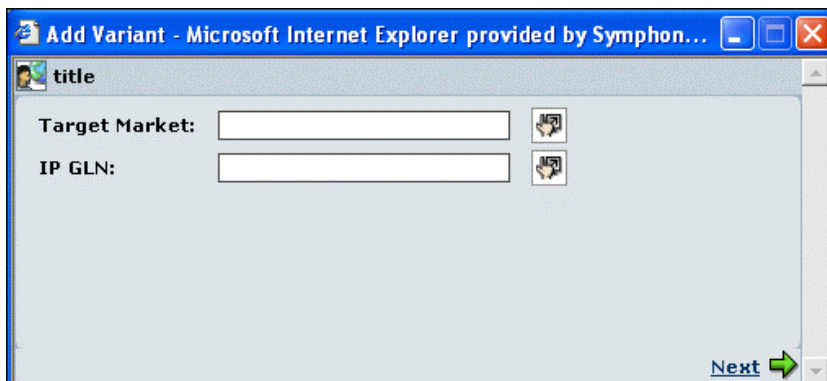 Add Variant - Microsoft Internet Explorer provided by Symphon...
title
Target Market:
IP GLN:
Next